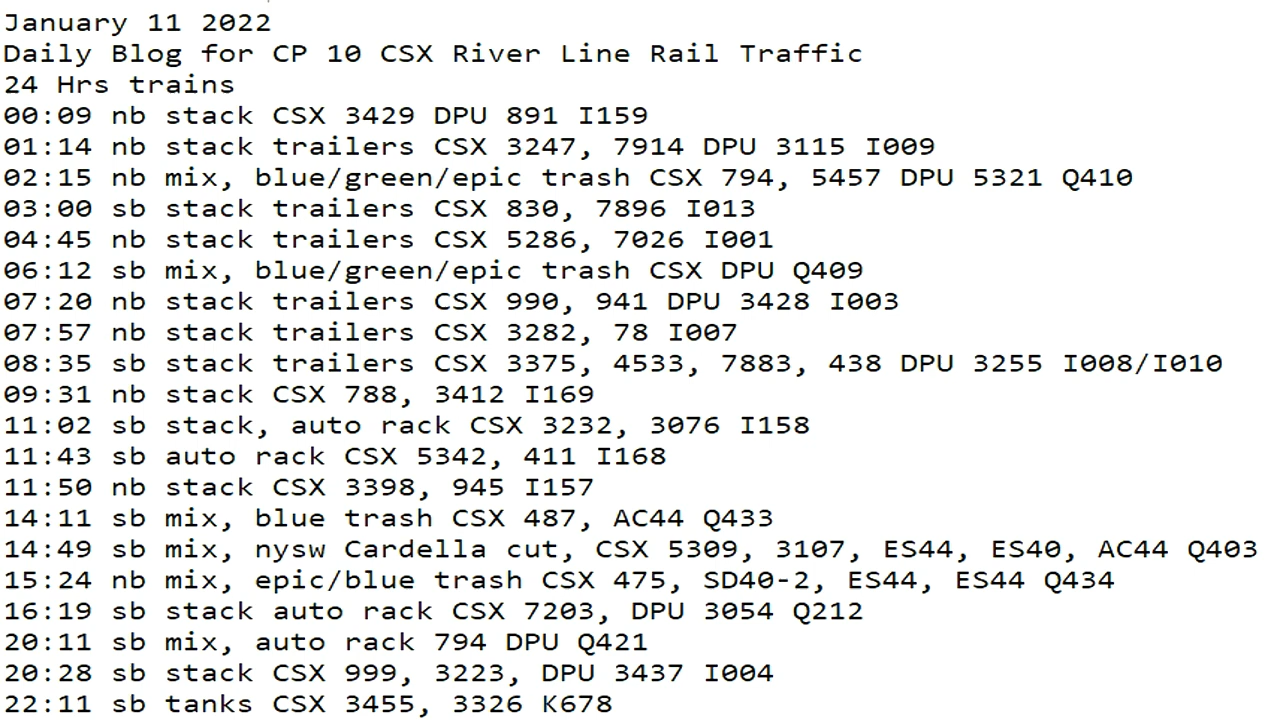 January 11 2022
Daily Blog for CP 10 CSX River Line Rail Traffic
24 Hrs trains
00:09 nb stack CSX 3429 DPU 891 I159
01:14 nb stack trailers CSX 3247, 7914 DPU 3115 I009
02:15 nb mix, blue/green/epic trash CSX 794, 5457 DPU 5321 Q410
03:00 sb stack trailers CSX 830, 7896 I013
04:45 nb stack trailers CSX 5286, 7026 I001
06:12 sb mix, blue/green/epic trash CSX DPU Q409
07:20 nb stack trailers CSX 990, 941 DPU 3428 I003
07:57 nb stack trailers CSX 3282, 78 I007
08:35 sb stack trailers CSX 3375, 4533, 7883, 438 DPU 3255 I008/I010
09:31 nb stack CSX 788, 3412 I169
11:02 sb stack, auto rack CSX 3232, 3076 I158
11:43 sb auto rack CSX 5342, 411 I168
11:50 nb stack CSX 3398, 945 I157
14:11 sb mix, blue trash CSX 487, AC44 Q433
14:49 sb mix, nysw Cardella cut, CSX 5309, 3107, ES44, ES40, AC44 Q403
15:24 nb mix, epic/blue trash CSX 475, SD40-2, ES44, ES44 Q434
16:19 sb stack auto rack CSX 7203, DPU 3054 Q212
20:11 sb mix, auto rack 794 DPU Q421
20:28 sb stack CSX 999, 3223, DPU 3437 I004
22:11 sb tanks CSX 3455, 3326 K678